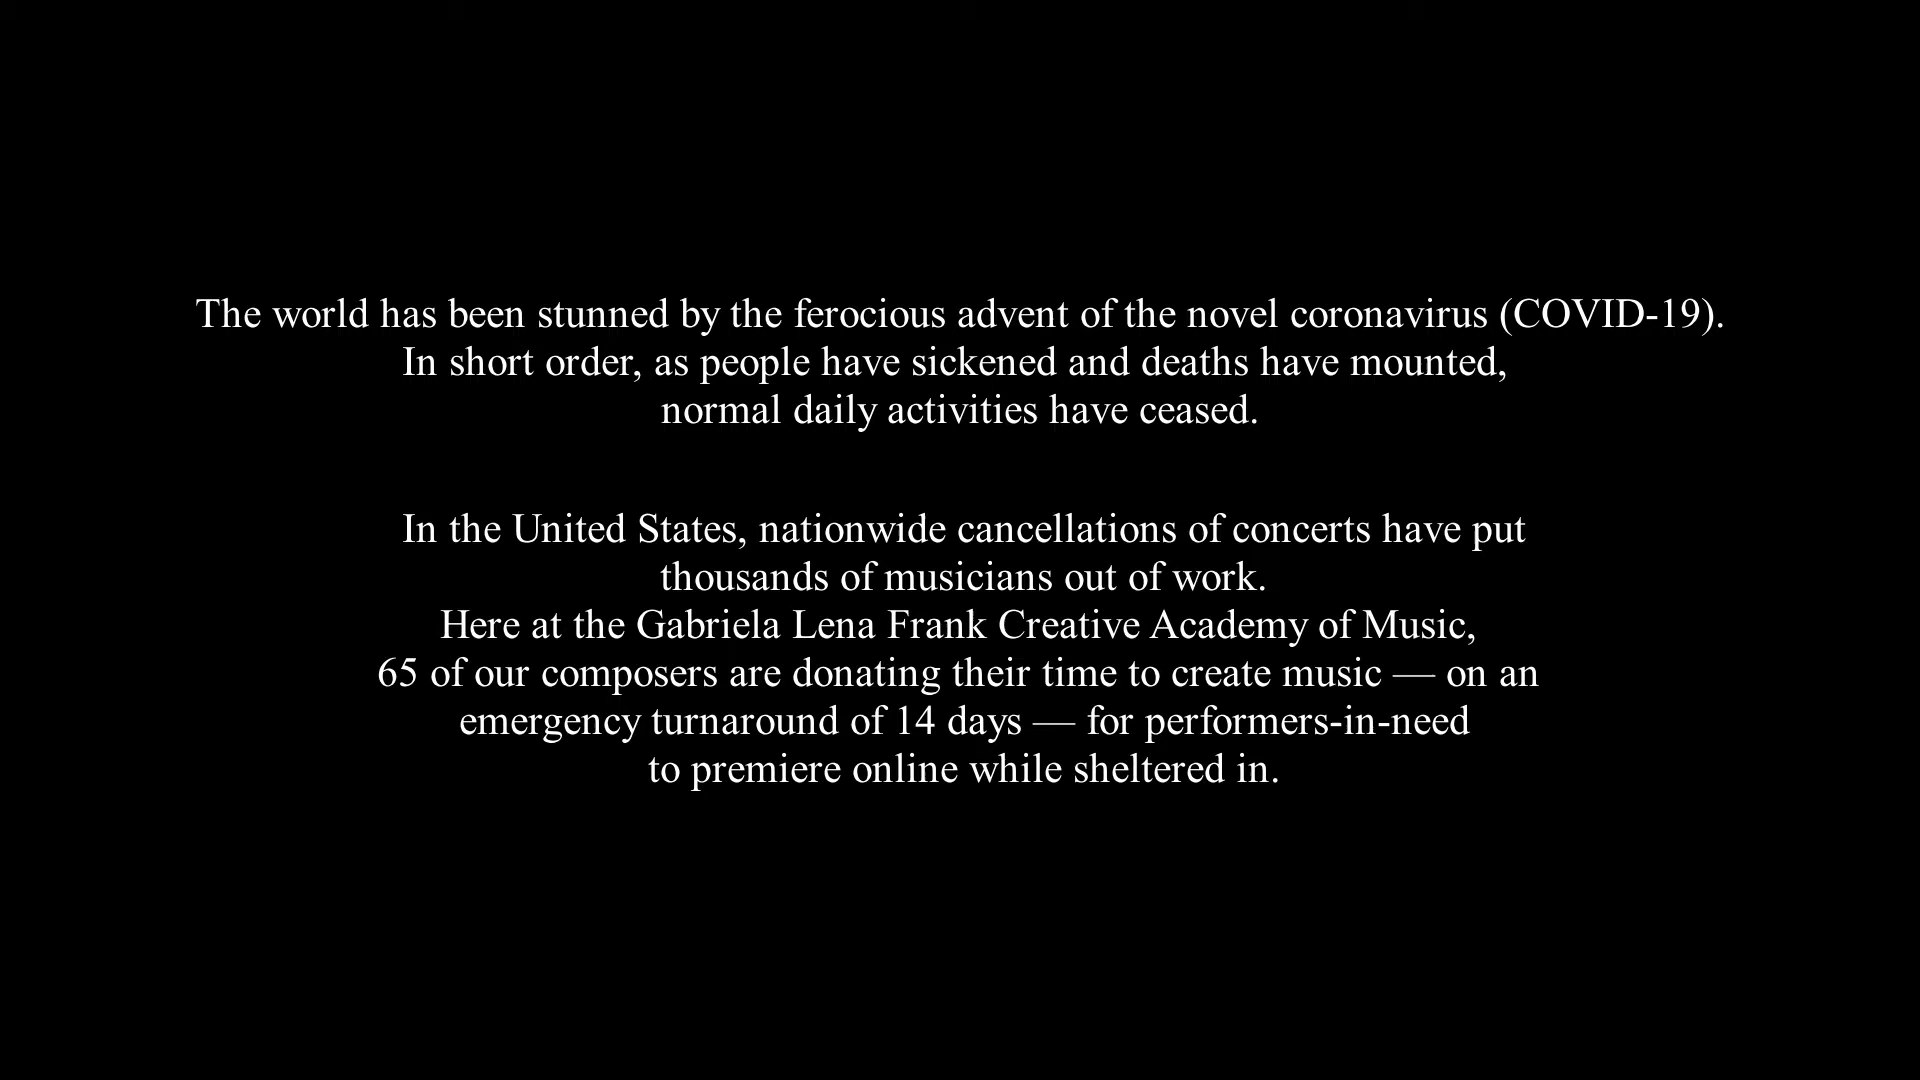 The world has been stunned by the ferocious advent of the novel coronavirus (COVID-19).
In short order, as people have sickened and deaths have mounted,
normal daily activities have ceased.
In the United States, nationwide cancellations of concerts have put
thousands of musicians out of work.
Here at the Gabriela Lena Frank Creative Academy of Music,
65 of our composers are donating their time to create music — on an
emergency turnaround of 14 days — for performers-in-need
to premiere online while sheltered in.